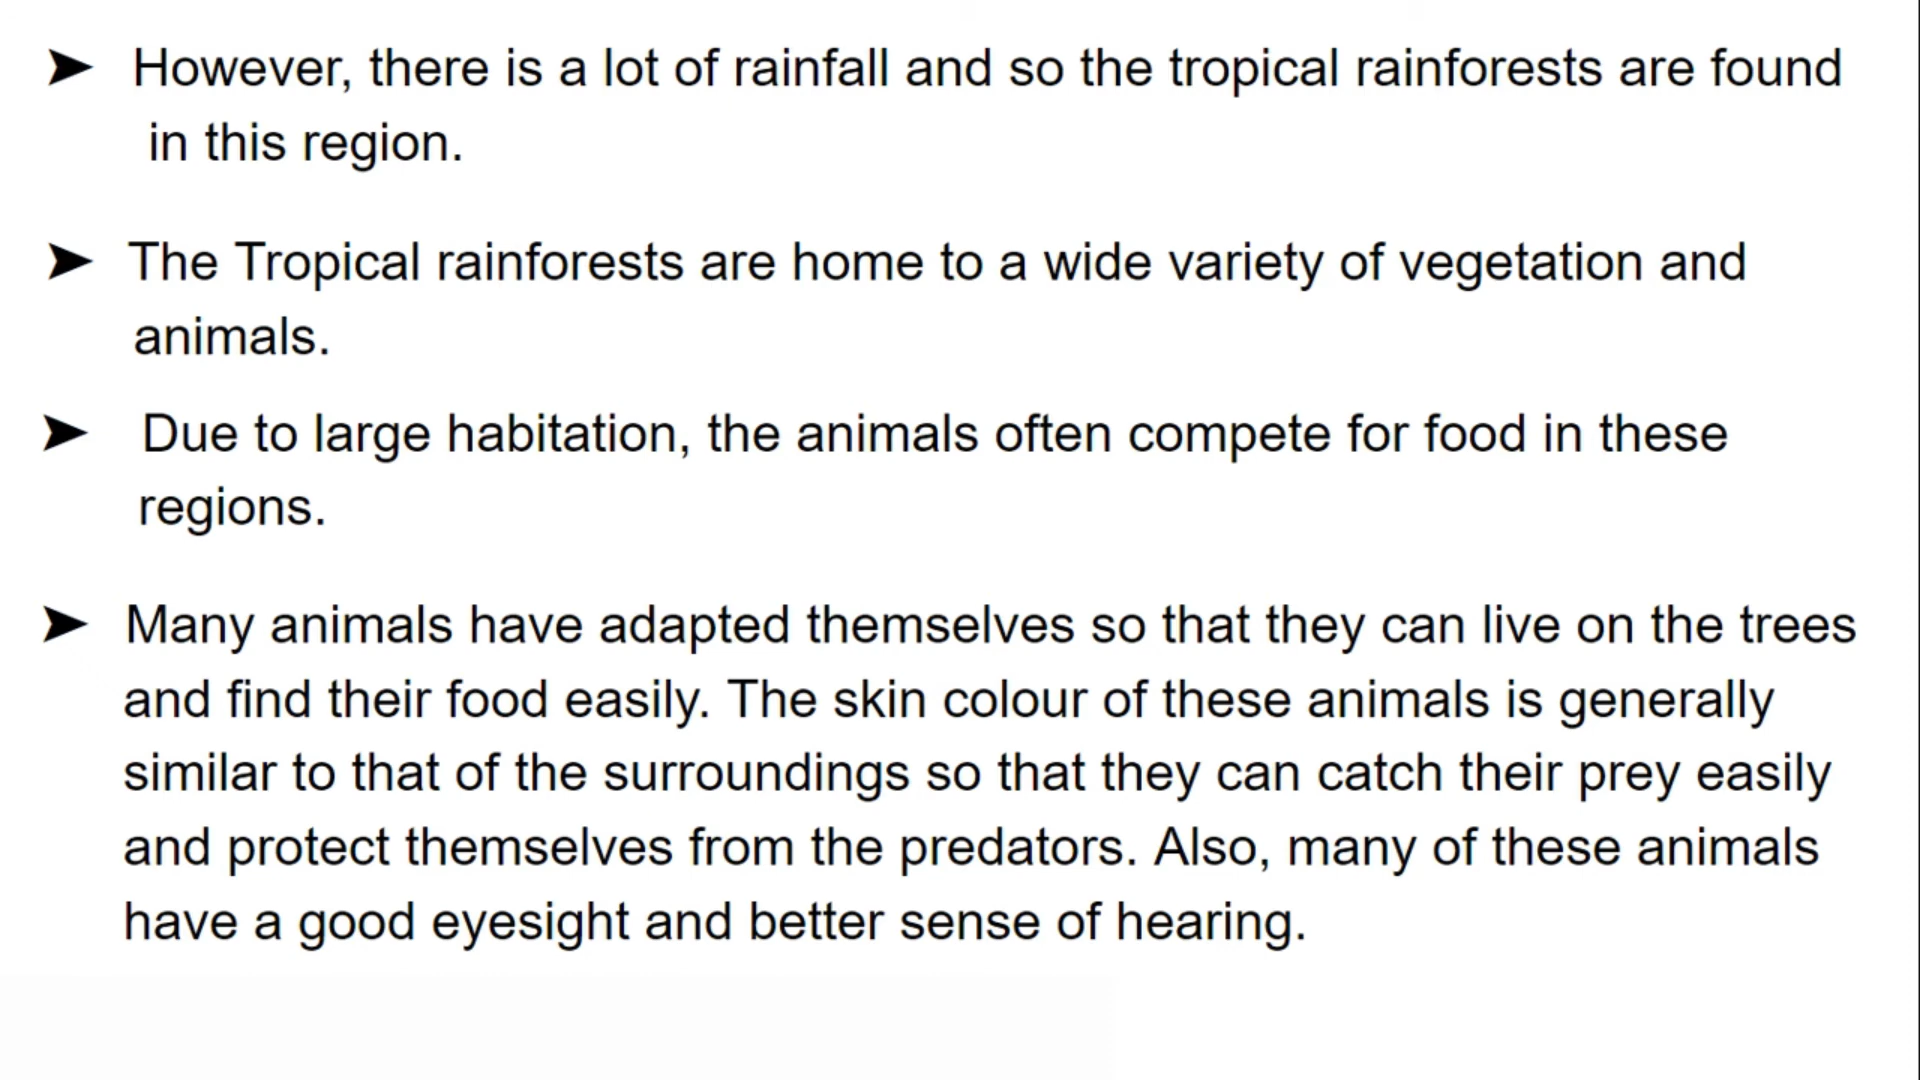 ➤ However, there is a lot of rainfall and so the tropical rainforests are found
in this region.
➤ The Tropical rainforests are home to a wide variety of vegetation and
animals.
➤ Due to large habitation, the animals often compete for food in these
regions.
➤ Many animals have adapted themselves so that they can live on the trees
and find their food easily. The skin colour of these animals is generally
similar to that of the surroundings so that they can catch their prey easily
and protect themselves from the predators. Also, many of these animals
have a good eyesight and better sense of hearing.